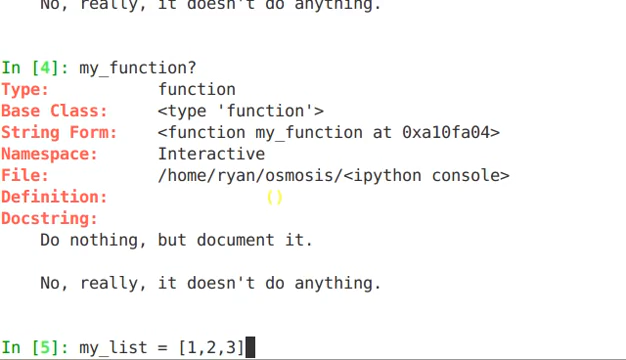 No, really, it doesn't do anything.
In [4]: my_function?
Type: function
Base Class: <type 'function'>
String Form: <function my_function at 0xa10fa04>
Namespace: Interactive
File: /home/ryan/osmosis/<ipython console>
Definition: ()
Docstring:
Do nothing, but document it.
No, really, it doesn't do anything.
In [5]: my_list = [1,2,3]